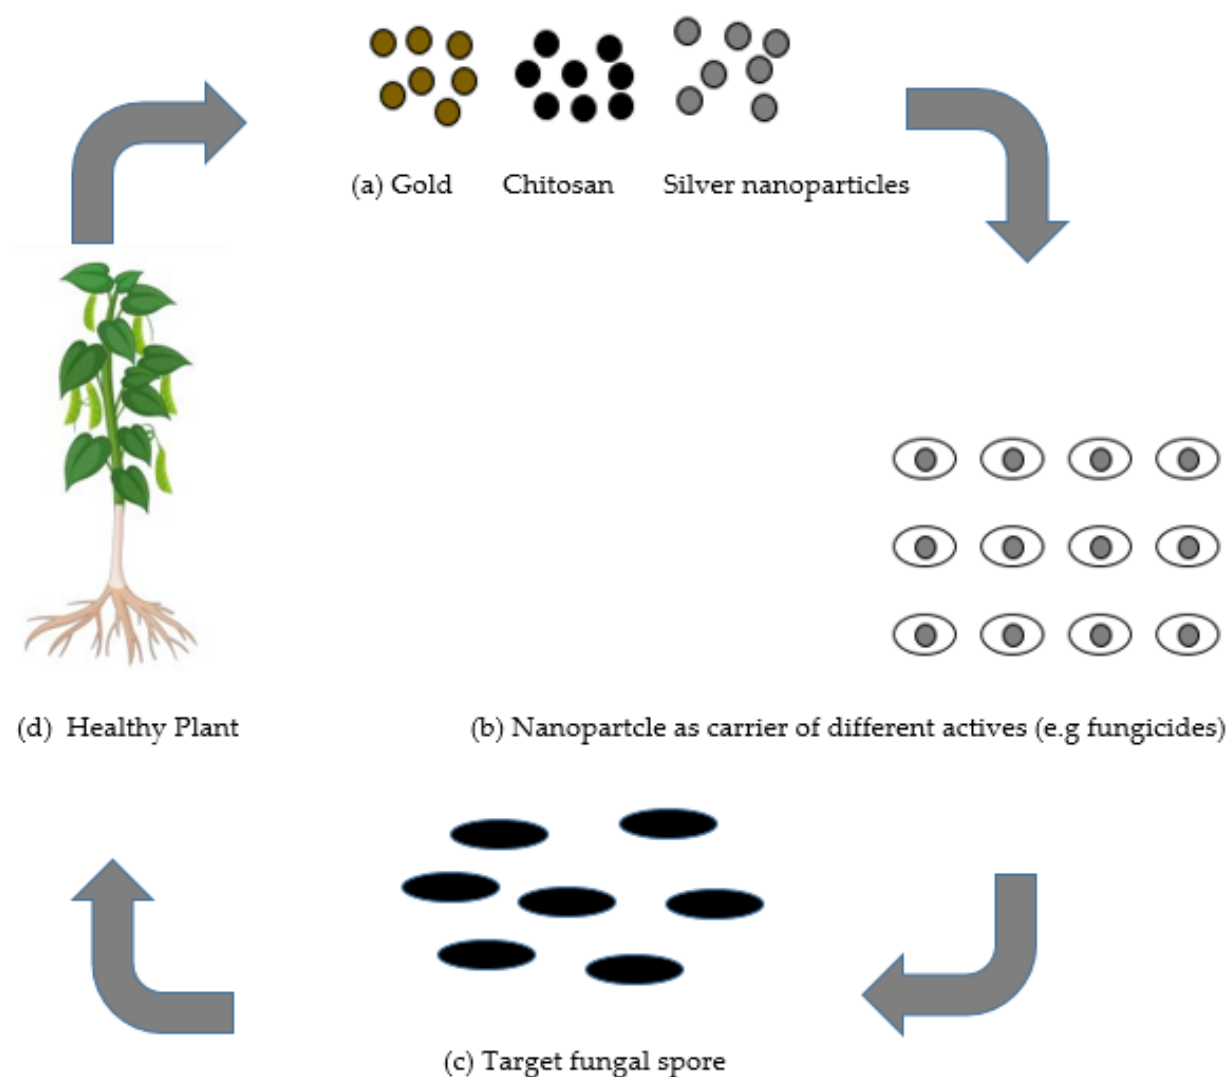 (a) Gold Chitosan Silver nanoparticles
(d) Healthy Plant
(b) Nanopartcle as carrier of different actives (e.g fungicides)
(c) Target fungal spore